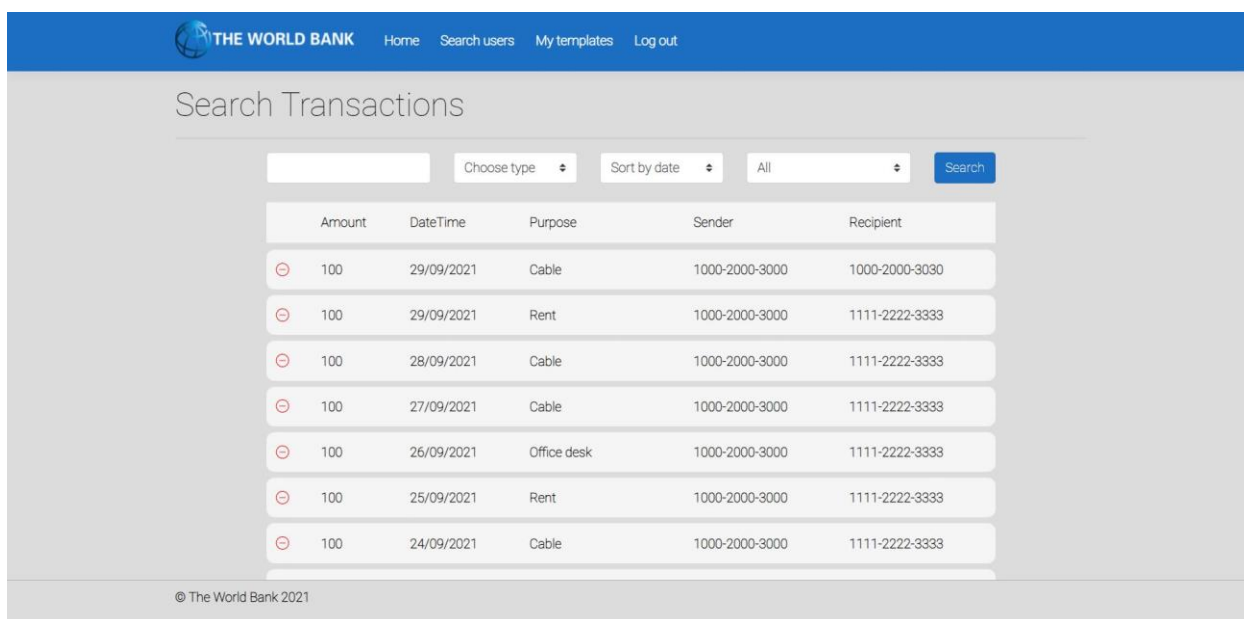 THE WORLD BANK Home Search users My templates Log out
Search Transactions
Choose type Sort by date All Search
Amount DateTime Purpose Sender Recipient
100 29/09/2021 Cable 1000-2000-3000 1000-2000-3030
100 29/09/2021 Rent 1000-2000-3000 1111-2222-3333
100 28/09/2021 Cable 1000-2000-3000 1111-2222-3333
100 27/09/2021 Cable 1000-2000-3000 1111-2222-3333
100 26/09/2021 Office desk 1000-2000-3000 1111-2222-3333
100 25/09/2021 Rent 1000-2000-3000 1111-2222-3333
100 24/09/2021 Cable 1000-2000-3000 1111-2222-3333
© The World Bank 2021